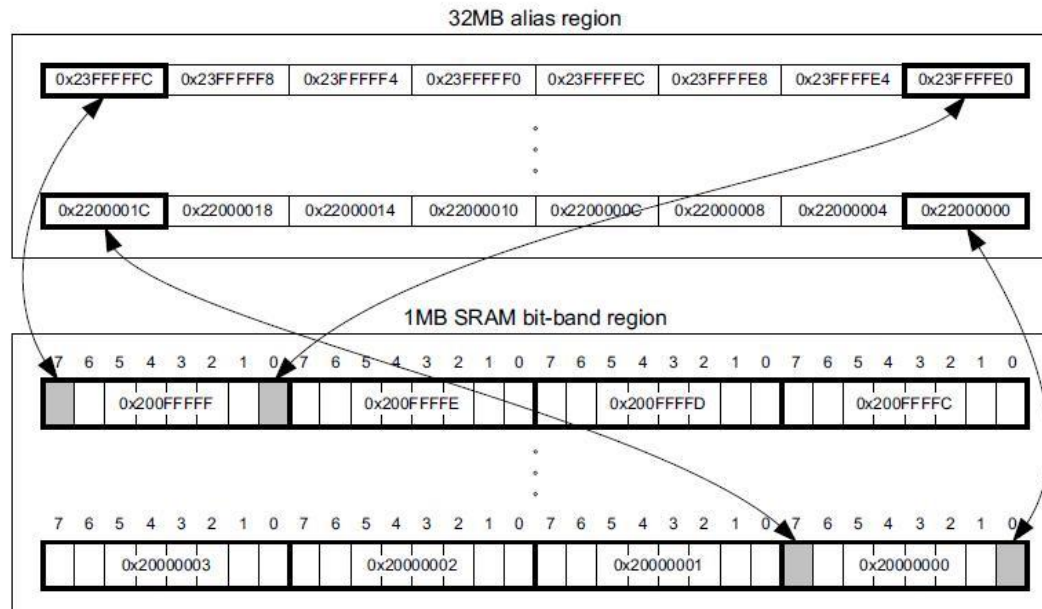 32MB alias region
0x23FFFFFC 0x23FFFFF8 0x23FFFFF4 0x23FFFFF0 0x23FFFFEC 0x23FFFFE8 0x23FFFFE4 0x23FFFFE0
0x2200001C 0x22000018 0x22000014 0x22000010 0x2200000C 0x22000008 0x22000004 0x22000000
1MB SRAM bit-band region
7 6 5 4 3 2 1 0 7 6 5 4 3 2 1 0 7 6 5 4 3 2 1 0 7 6 5 4 3 2 1 0
0x200FFFFF 0x200FFFFE 0x200FFFFD 0x200FFFFC
7 6 5 4 3 2 1 0 7 6 5 4 3 2 1 0 7 6 5 4 3 2 1 0 7 6 5 4 3 2 1 0
0x20000003 0x20000002 0x20000001 0x20000000